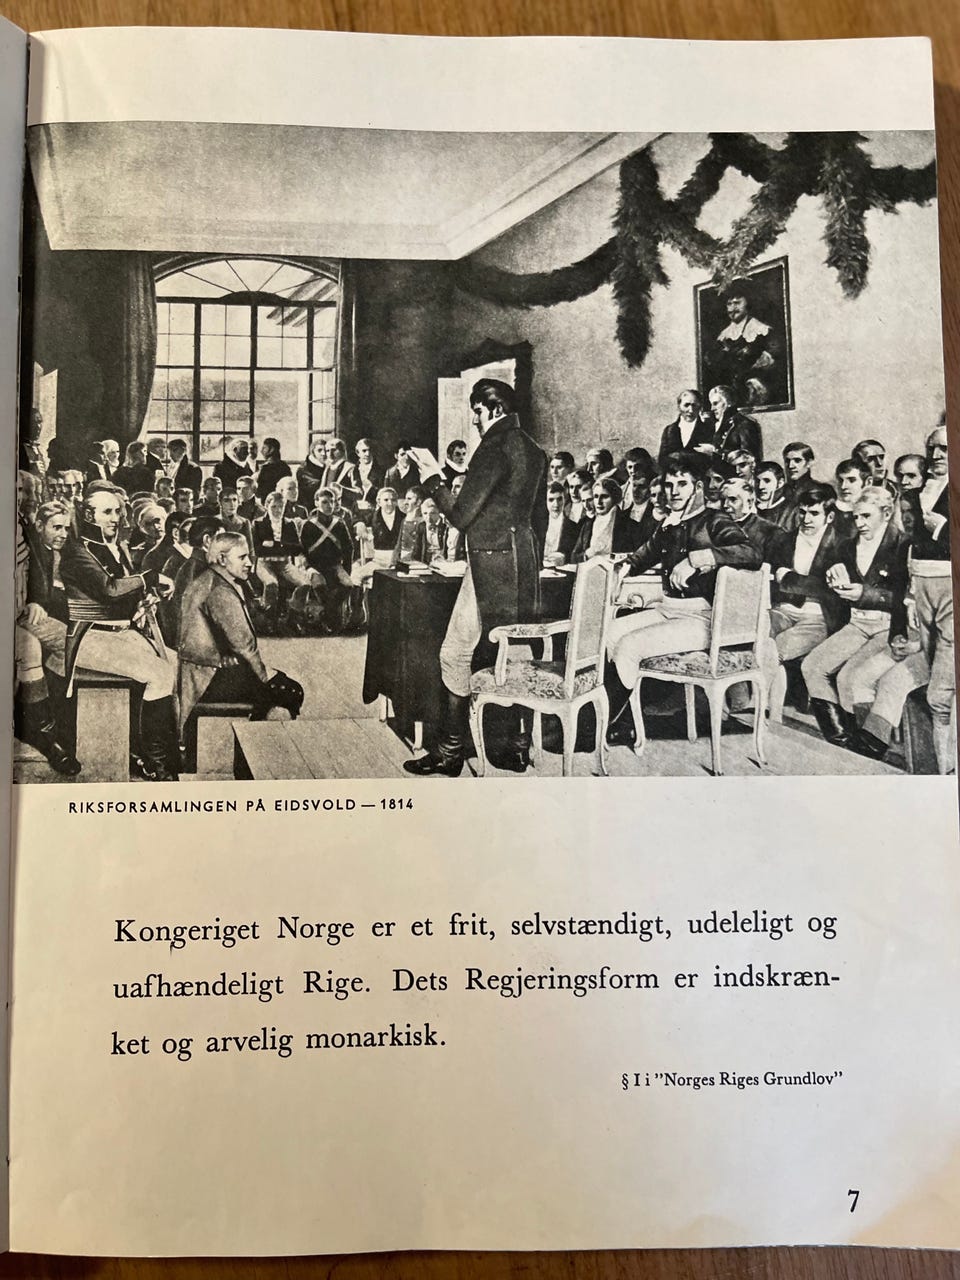 RIKSFORSAMLINGEN PÅ EIDSVOLD — 1814
Kongeriget Norge er et frit, selvstændigt, udeleligt og
uafhændeligt Rige. Dets Regjeringsform er indskræn-
ket og arvelig monarkisk.
§ I i ”Norges Riges Grundlov”
7